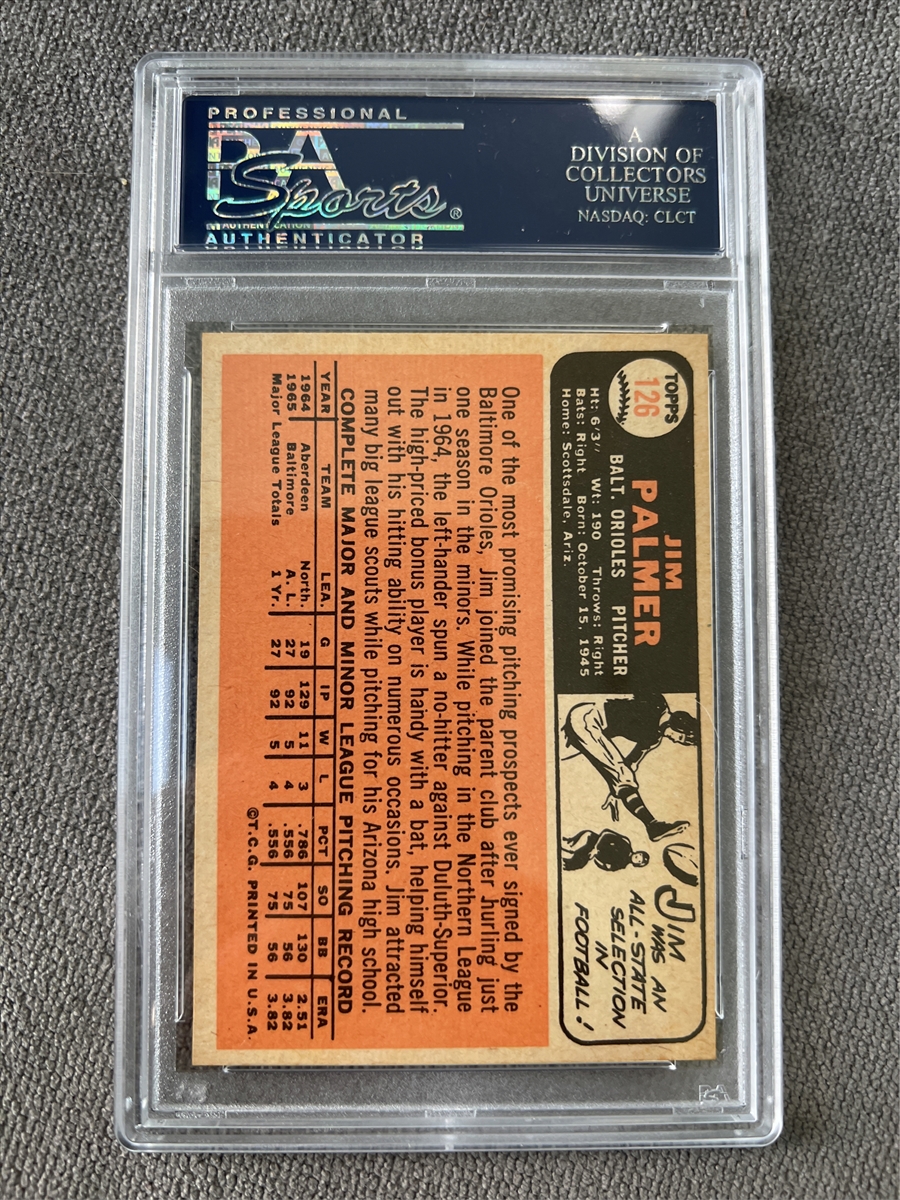 PROFESSIONAL
PSA
Sports®
AUTHENTICATION
AUTHENTICATOR
A
DIVISION OF
COLLECTORS
UNIVERSE
NASDAQ: CLCT
TOPPS
126
JIM
PALMER
BALT. ORIOLES PITCHER
Ht: 6'3" Wt: 190 Throws: Right
Bats: Right Born: October 15, 1945
Home: Scottsdale, Ariz.
JIM
WAS AN
ALL-STATE
SELECTION
IN
FOOTBALL!
One of the most promising pitching prospects ever signed by the
Baltimore Orioles, Jim joined the parent club after hurling just
one season in the minors. While pitching in the Northern League
in 1964, the left-hander spun a no-hitter against Duluth-Superior.
The high-priced bonus player is handy with a bat, helping himself
out with his hitting ability on numerous occasions. Jim attracted
many big league scouts while pitching for his Arizona high school.
COMPLETE MAJOR AND MINOR LEAGUE PITCHING RECORD
YEAR TEAM LEA G IP W L PCT SO BB ERA
1964 Aberdeen North. 19 129 11 3 .786 107 130 2.51
1965 Baltimore A.L. 27 92 5 4 .556 75 56 3.82
Major League Totals 1 Yr. 27 92 5 4 .556 75 56 3.82
©T.C.G. PRINTED IN U.S.A.